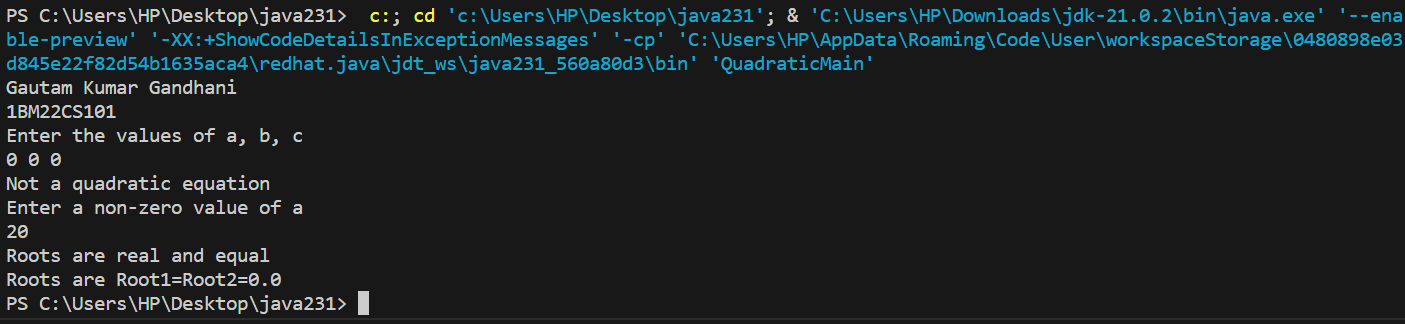 PS C:\Users\HP\Desktop\java231>  c:; cd 'c:\Users\HP\Desktop\java231'; & 'C:\Users\HP\Downloads\jdk-21.0.2\bin\java.exe' '--ena
ble-preview' '-XX:+ShowCodeDetailsInExceptionMessages' '-cp' 'C:\Users\HP\AppData\Roaming\Code\User\workspaceStorage\0480898e03
d845e22f82d54b1635aca4\redhat.java\jdt_ws\java231_560a80d3\bin' 'QuadraticMain'
Gautam Kumar Gandhani
1BM22CS101
Enter the values of a, b, c
0 0 0
Not a quadratic equation
Enter a non-zero value of a
20
Roots are real and equal
Roots are Root1=Root2=0.0
PS C:\Users\HP\Desktop\java231>